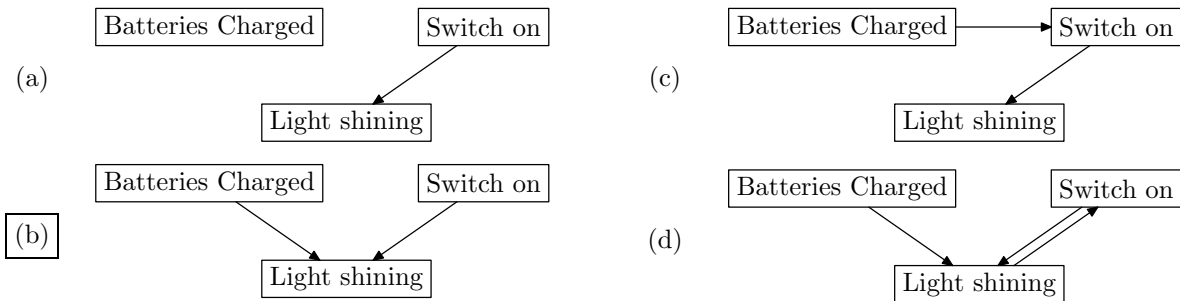 (a)
Batteries Charged
Switch on
Light shining
(b)
Batteries Charged
Switch on
Light shining
(c)
Batteries Charged
Switch on
Light shining
(d)
Batteries Charged
Switch on
Light shining